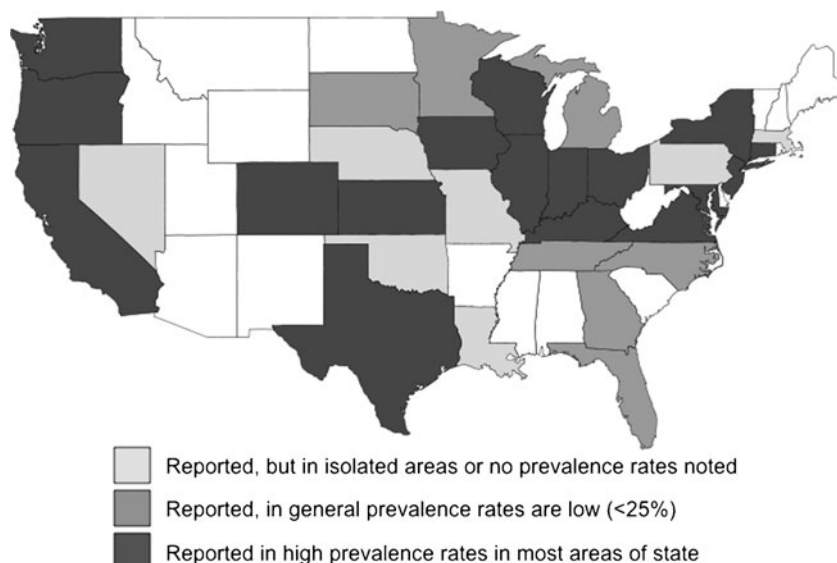 Reported, but in isolated areas or no prevalence rates noted
Reported, in general prevalence rates are low (<25%)
Reported in high prevalence rates in most areas of state